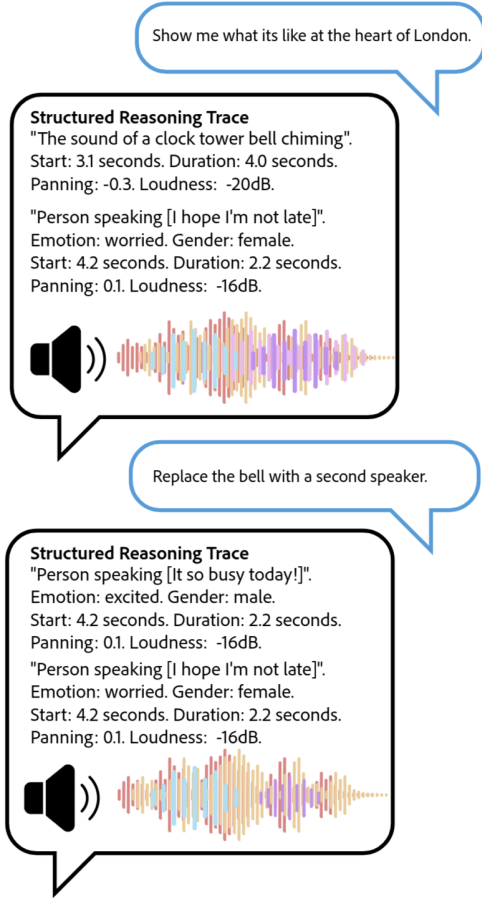 Show me what its like at the heart of London.
Structured Reasoning Trace
"The sound of a clock tower bell chiming".
Start: 3.1 seconds. Duration: 4.0 seconds.
Panning: -0.3. Loudness: -20dB.
"Person speaking [I hope I'm not late]".
Emotion: worried. Gender: female.
Start: 4.2 seconds. Duration: 2.2 seconds.
Panning: 0.1. Loudness: -16dB.
Replace the bell with a second speaker.
Structured Reasoning Trace
"Person speaking [It so busy today!]".
Emotion: excited. Gender: male.
Start: 4.2 seconds. Duration: 2.2 seconds.
Panning: 0.1. Loudness: -16dB.
"Person speaking [I hope I'm not late]".
Emotion: worried. Gender: female.
Start: 4.2 seconds. Duration: 2.2 seconds.
Panning: 0.1. Loudness: -16dB.